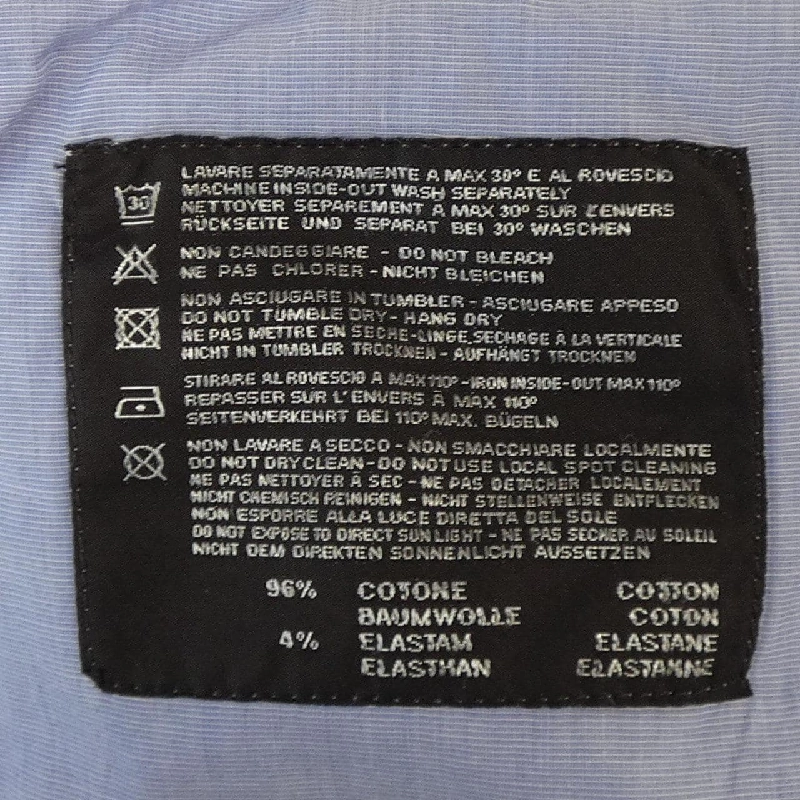 30
LAVARE SEPARATAMENTE A MAX 30° E AL ROVESCIO
MACHINE INSIDE-OUT WASH SEPARATELY
NETTOYER SEPAREMENT A MAX 30° SUR L'ENVERS
RÜCKSEITE UND SEPARAT BEI 30° WASCHEN
NON CANDEGGIARE - DO NOT BLEACH
NE PAS CHLORER - NICHT BLEICHEN
NON ASCIUGARE IN TUMBLER - ASCIUGARE APPESO
DO NOT TUMBLE DRY - HANG DRY
NE PAS METTRE EN SECHE-LINGE, SECHAGE À LA VERTICALE
NICHT IN TUMBLER TROCKNEN - AUFHÄNGT TROCKNEN
STIRARE AL ROVESCIO A MAX 110° - IRON INSIDE-OUT MAX 110°
REPASSER SUR L'ENVERS À MAX 110°
SEITENVERKEHRT BEI 110° MAX. BÜGELN
NON LAVARE A SECCO - NON SMACCHIARE LOCALMENTE
DO NOT DRY CLEAN - DO NOT USE LOCAL SPOT CLEANING
NE PAS NETTOYER A SEC - NE PAS DETACHER LOCALEMENT
NICHT CHEMISCH REINIGEN - NICHT STELLENWEISE ENTFLECKEN
NON ESPORRE ALLA LUCE DIRETTA DEL SOLE
DO NOT EXPOSE TO DIRECT SUN LIGHT - NE PAS SECHER AU SOLEIL
NICHT DEM DIREKTEN SONNENLICHT AUSSETZEN
96% COTONE COTTON
BAUMWOLLE COTON
4% ELASTAM ELASTANE
ELASTHAN ELASTANNE